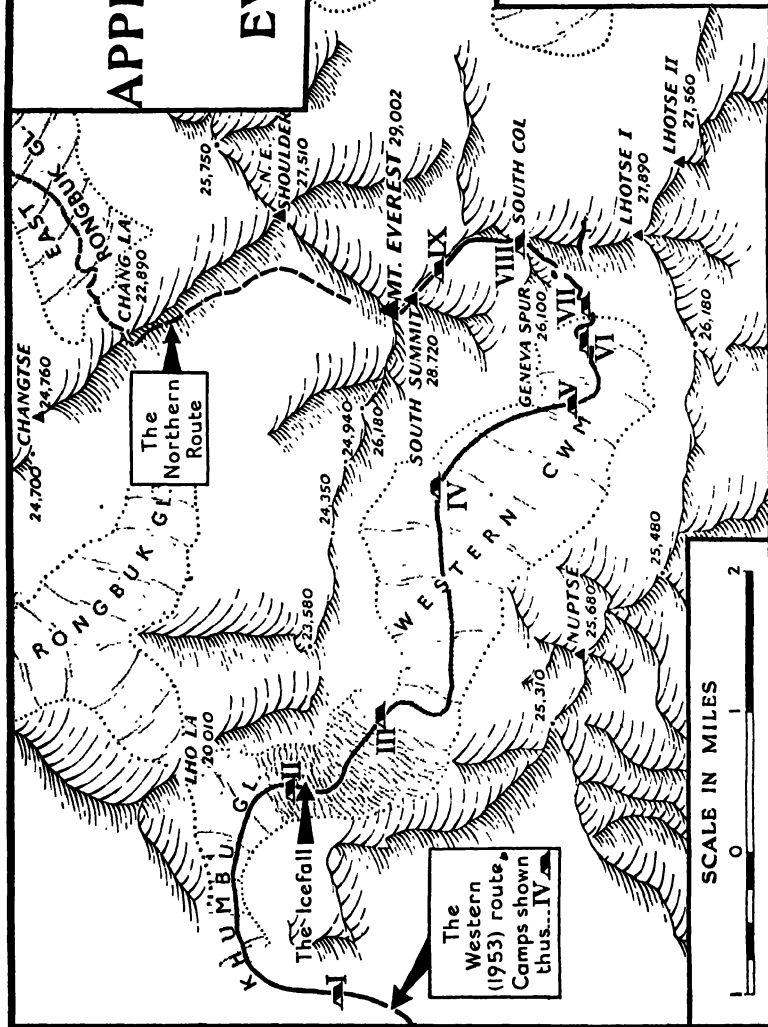 EAST
RONGBUK GL.
CHANG LA
22,890
25,750
N.E.
SHOULDER
27,510
CHANGTSE
24,760
24,700
The
Northern
Route
RONGBUK GL
MT. EVEREST 29,002
SOUTH SUMMIT
28,720
IX
SOUTH COL
VIII
GENEVA SPUR
26,100
VII
VI
V
LHOTSE I
27,890
LHOTSE II
27,560
26,180
24,940
26,180
24,350
23,580
IV
WESTERN CWM
LHO LA
20 010
III
II
KHUMBU GL
The Icefall
I
25,310
NUPTSE
25,680
25,480
The
Western
(1953) route,
Camps shown
thus...IV
SCALE IN MILES
1 0 1 2